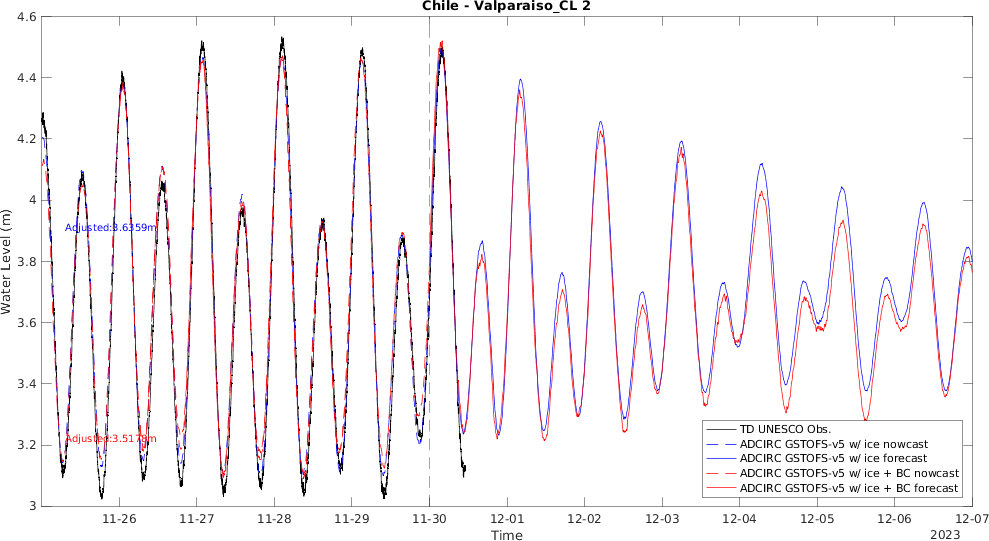 Chile - Valparaiso_CL 2
Water Level (m)
4.6
4.4
4.2
4
3.8
3.6
3.4
3.2
3
Adjusted:3.6359m
Adjusted:3.5178m
TD UNESCO Obs.
ADCIRC GSTOFS-v5 w/ ice nowcast
ADCIRC GSTOFS-v5 w/ ice forecast
ADCIRC GSTOFS-v5 w/ ice + BC nowcast
ADCIRC GSTOFS-v5 w/ ice + BC forecast
11-26 11-27 11-28 11-29 11-30 12-01 12-02 12-03 12-04 12-05 12-06 12-07
Time
2023